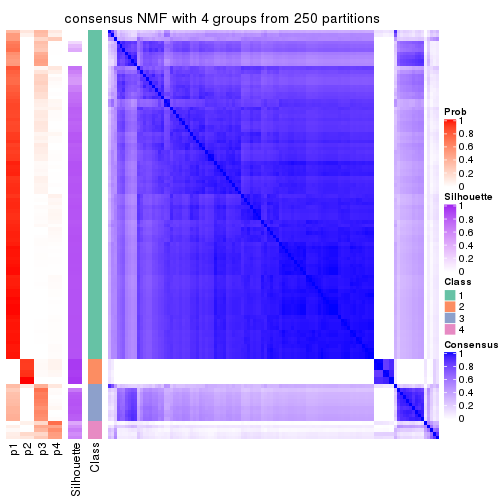 consensus NMF with 4 groups from 250 partitions
Prob
1
0.8
0.6
0.4
0.2
0
Silhouette
1
0.8
0.6
0.4
0.2
0
Class
1
2
3
4
Consensus
1
0.8
0.6
0.4
0.2
0
p1
p2
p3
p4
Silhouette
Class